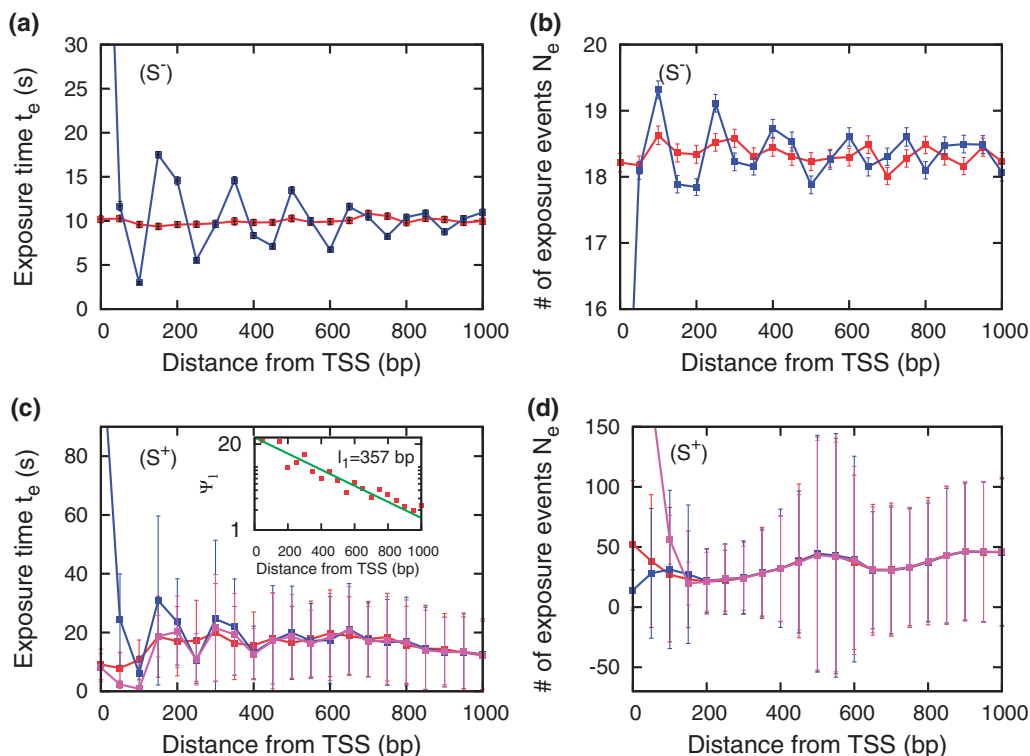 (a)
30
25
20
15
10
5
0
Exposure time t_e (s)
(S⁻)
0 200 400 600 800 1000
Distance from TSS (bp)
(b)
20
19
18
17
16
# of exposure events N_e
(S⁻)
0 200 400 600 800 1000
Distance from TSS (bp)
(c)
80
60
40
20
0
Exposure time t_e (s)
(S⁺)
20
1
Ψ₁
l₁=357 bp
0 200 400 600 800 1000
Distance from TSS (bp)
0 200 400 600 800 1000
Distance from TSS (bp)
(d)
150
100
50
0
-50
# of exposure events N_e
(S⁺)
0 200 400 600 800 1000
Distance from TSS (bp)